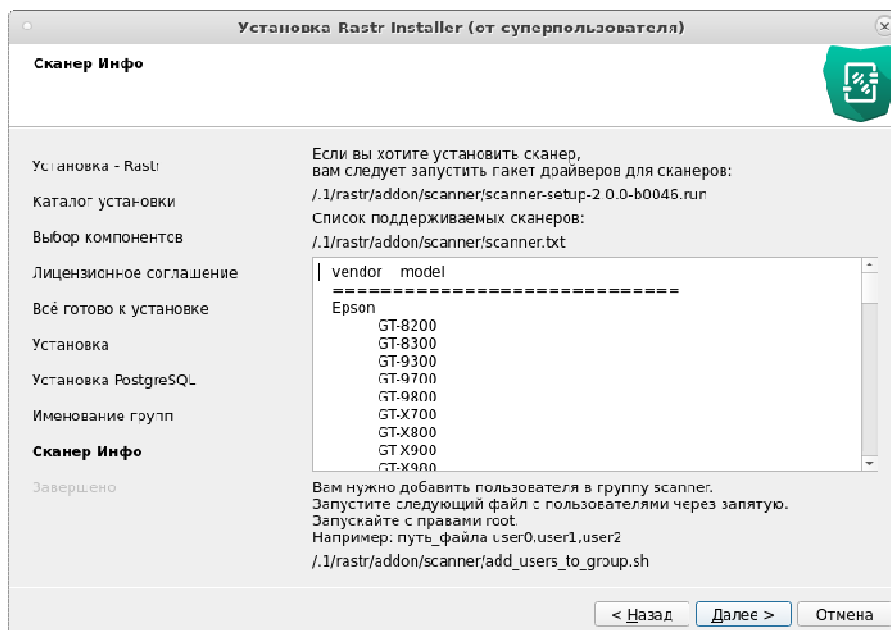 Установка Rastr Installer (от суперпользователя)
Сканер Инфо
Установка - Rastr
Каталог установки
Выбор компонентов
Лицензионное соглашение
Всё готово к установке
Установка
Установка PostgreSQL
Именование групп
Сканер Инфо
Завершено
Если вы хотите установить сканер,
вам следует запустить пакет драйверов для сканеров:
/.1/rastr/addon/scanner/scanner-setup-2.0.0-b0046.run
Список поддерживаемых сканеров:
/.1/rastr/addon/scanner/scanner.txt
vendor model
=============================
Epson
GT-8200
GT-8300
GT-9300
GT-9700
GT-9800
GT-X700
GT-X800
GT-X900
GT-X980
Вам нужно добавить пользователя в группу scanner.
Запустите следующий файл с пользователями через запятую.
Запускайте с правами root.
Например: путь_файла user0,user1,user2
/.1/rastr/addon/scanner/add_users_to_group.sh
< Назад
Далее >
Отмена